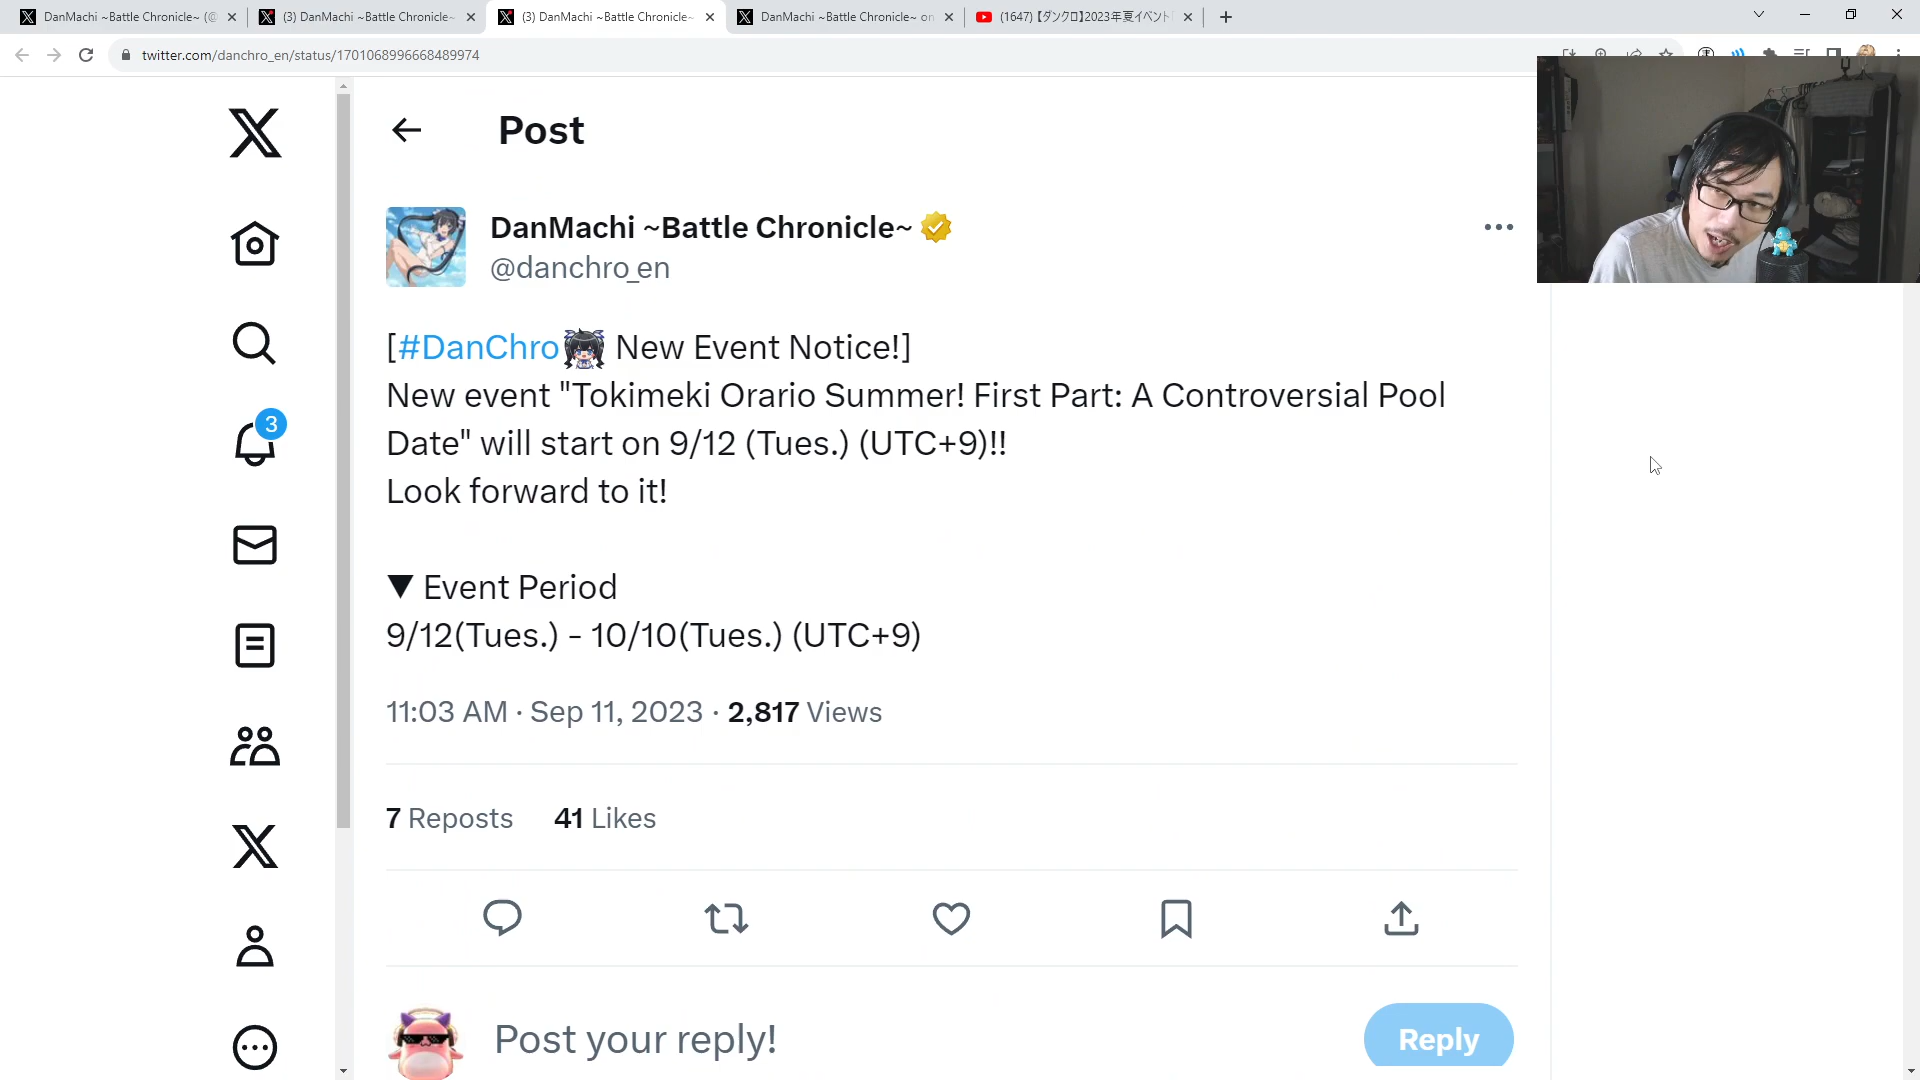 DanMachi ~Battle Chronicle~ (@
(3) DanMachi ~Battle Chronicle~
(3) DanMachi ~Battle Chronicle~
DanMachi ~Battle Chronicle~ on
(1647) 【ダンクロ】2023年夏イベント
twitter.com/danchro_en/status/1701068996668489974
Post
DanMachi ~Battle Chronicle~
@danchro_en
[#DanChro New Event Notice!]
New event "Tokimeki Orario Summer! First Part: A Controversial Pool
Date" will start on 9/12 (Tues.) (UTC+9)!!
Look forward to it!
▼ Event Period
9/12(Tues.) - 10/10(Tues.) (UTC+9)
11:03 AM · Sep 11, 2023 · 2,817 Views
7 Reposts 41 Likes
Post your reply!
Reply
3